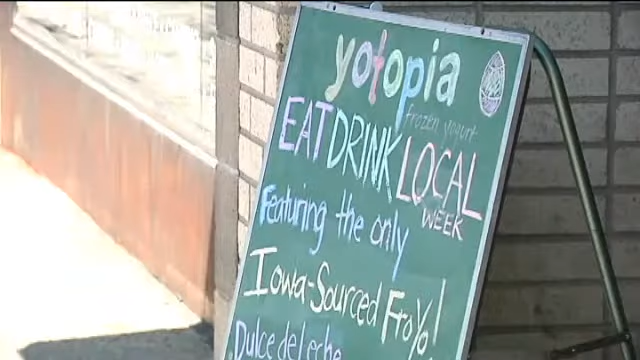 yotopia
frozen yogurt
EAT DRINK LOCAL
WEEK
Featuring the only
Iowa-Sourced FroYo!
Dulce de leche